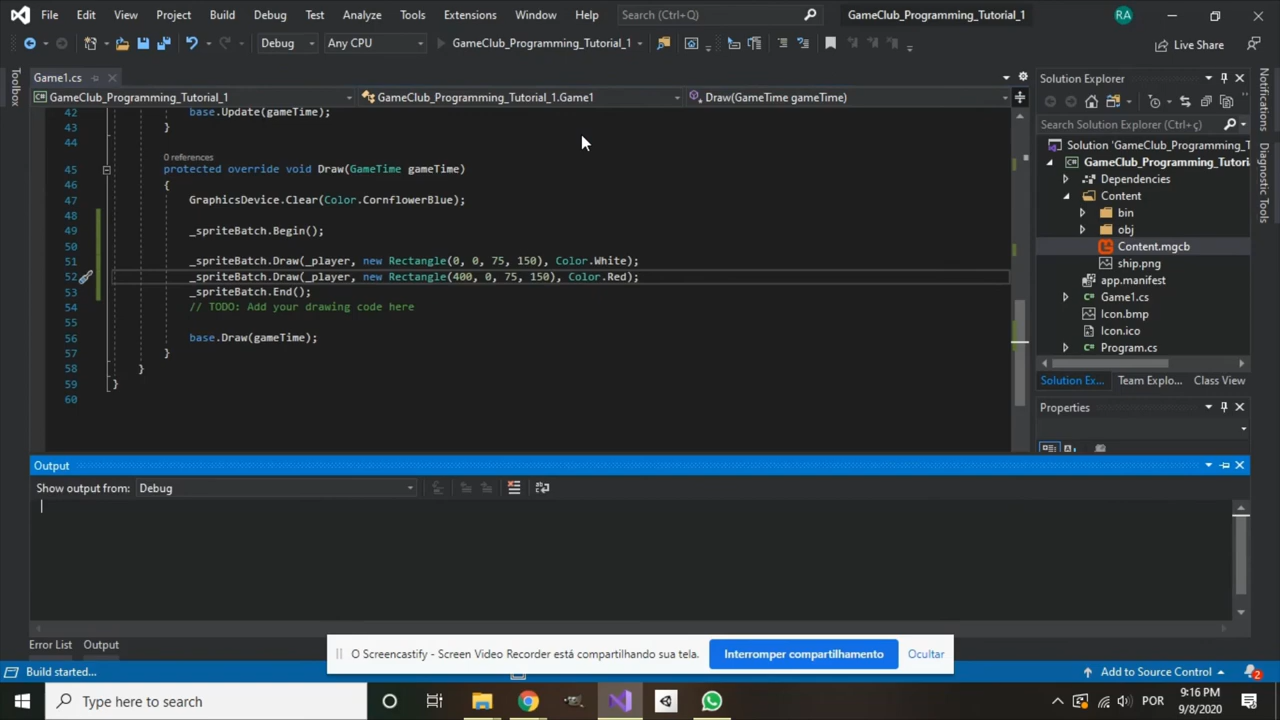 File Edit View Project Build Debug Test Analyze Tools Extensions Window Help Search (Ctrl+Q) GameClub_Programming_Tutorial_1 RA
Debug Any CPU GameClub_Programming_Tutorial_1 Live Share
Toolbox
Game1.cs
GameClub_Programming_Tutorial_1 GameClub_Programming_Tutorial_1.Game1 Draw(GameTime gameTime)
42 base.Update(gameTime);
43 }
44
0 references
45 protected override void Draw(GameTime gameTime)
46 {
47 GraphicsDevice.Clear(Color.CornflowerBlue);
48
49 _spriteBatch.Begin();
50
51 _spriteBatch.Draw(_player, new Rectangle(0, 0, 75, 150), Color.White);
52 _spriteBatch.Draw(_player, new Rectangle(400, 0, 75, 150), Color.Red);
53 _spriteBatch.End();
54 // TODO: Add your drawing code here
55
56 base.Draw(gameTime);
57 }
58 }
59 }
60
Solution Explorer
Search Solution Explorer (Ctrl+ç)
Solution 'GameClub_Programming_T
GameClub_Programming_Tutoria
Dependencies
Content
bin
obj
Content.mgcb
ship.png
app.manifest
Game1.cs
Icon.bmp
Icon.ico
Program.cs
Solution Ex... Team Explo... Class View
Properties
Notifications
Diagnostic Tools
Output
Show output from: Debug
Error List Output
O Screencastify - Screen Video Recorder está compartilhando sua tela. Interromper compartilhamento Ocultar
Build started... Add to Source Control 2
Type here to search POR 9:16 PM
9/8/2020